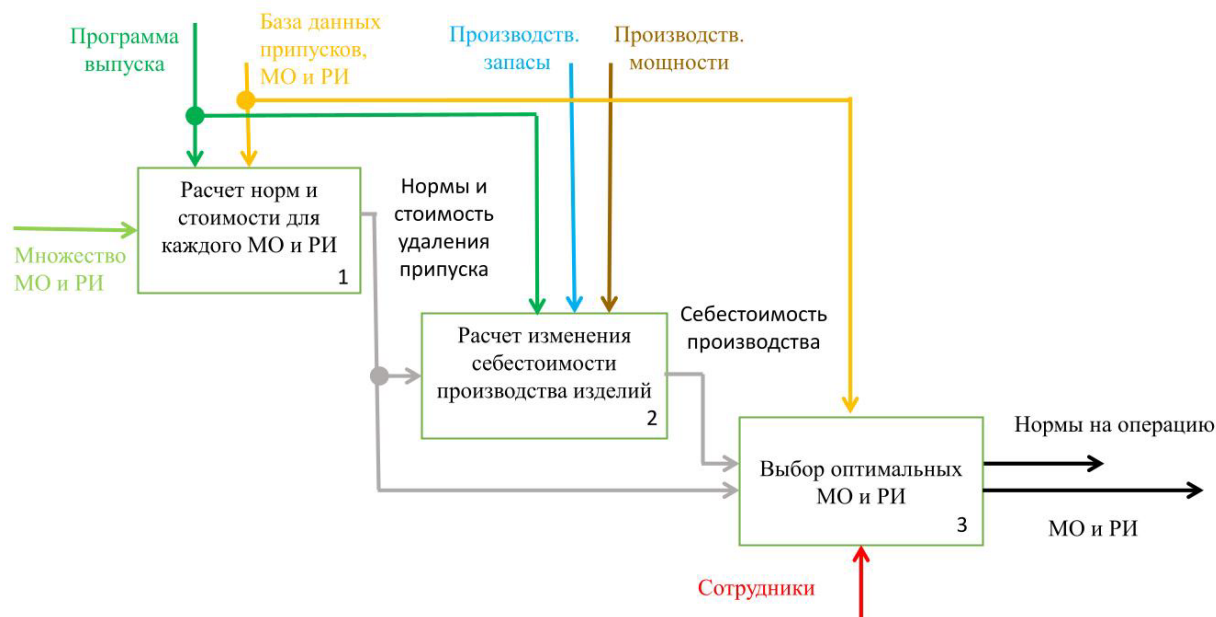 Программа
выпуска
База данных
припусков,
МО и РИ
Производств.
запасы
Производств.
мощности
Расчет норм и
стоимости для
каждого МО и РИ
1
Множество
МО и РИ
Нормы и
стоимость
удаления
припуска
Расчет изменения
себестоимости
производства изделий
2
Себестоимость
производства
Выбор оптимальных
МО и РИ
3
Нормы на операцию
МО и РИ
Сотрудники